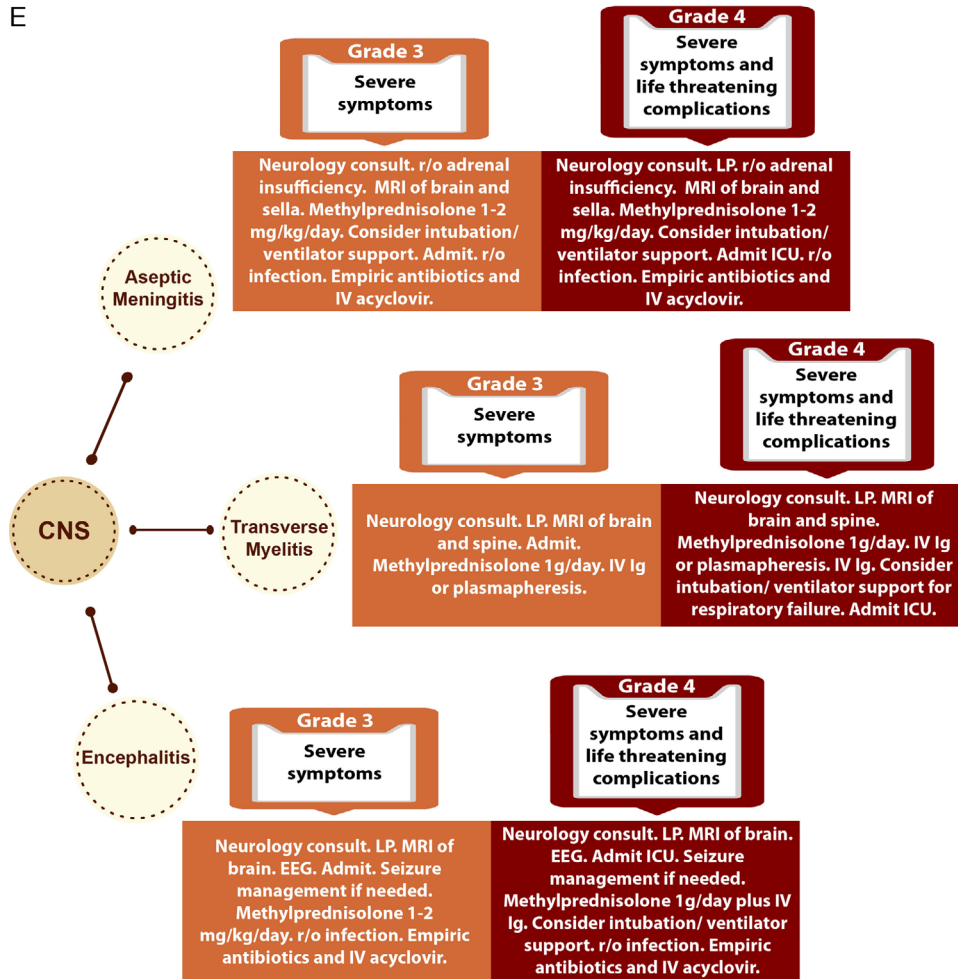 E
Grade 3
Severe
symptoms
Grade 4
Severe
symptoms and
life threatening
complications
Neurology consult. r/o adrenal
insufficiency. MRI of brain and
sella. Methylprednisolone 1-2
mg/kg/day. Consider intubation/
ventilator support. Admit. r/o
infection. Empiric antibiotics and
IV acyclovir.
Neurology consult. LP. r/o adrenal
insufficiency. MRI of brain and
sella. Methylprednisolone 1-2
mg/kg/day. Consider intubation/
ventilator support. Admit ICU. r/o
infection. Empiric antibiotics and
IV acyclovir.
Aseptic
Meningitis
Grade 3
Severe
symptoms
Grade 4
Severe
symptoms and
life threatening
complications
CNS
Transverse
Myelitis
Neurology consult. LP. MRI of brain
and spine. Admit.
Methylprednisolone 1g/day. IV Ig
or plasmapheresis.
Neurology consult. LP. MRI of
brain and spine.
Methylprednisolone 1g/day. IV Ig
or plasmapheresis. IV Ig. Consider
intubation/ ventilator support for
respiratory failure. Admit ICU.
Encephalitis
Grade 3
Severe
symptoms
Grade 4
Severe
symptoms and
life threatening
complications
Neurology consult. LP. MRI of
brain. EEG. Admit. Seizure
management if needed.
Methylprednisolone 1-2
mg/kg/day. r/o infection. Empiric
antibiotics and IV acyclovir.
Neurology consult. LP. MRI of brain.
EEG. Admit ICU. Seizure
management if needed.
Methylprednisolone 1g/day plus IV
Ig. Consider intubation/ ventilator
support. r/o infection. Empiric
antibiotics and IV acyclovir.